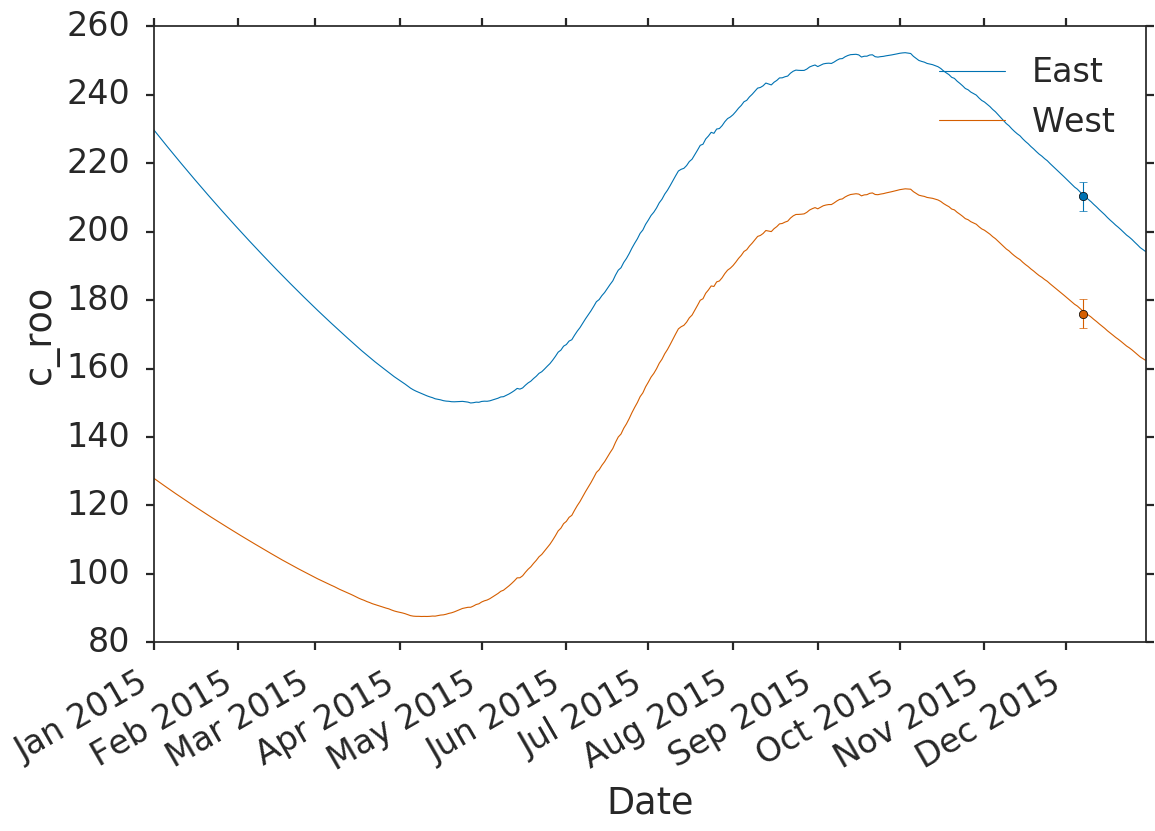 260
240
220
200
180
160
140
120
100
80
c_roo
East
West
Jan 2015
Feb 2015
Mar 2015
Apr 2015
May 2015
Jun 2015
Jul 2015
Aug 2015
Sep 2015
Oct 2015
Nov 2015
Dec 2015
Date